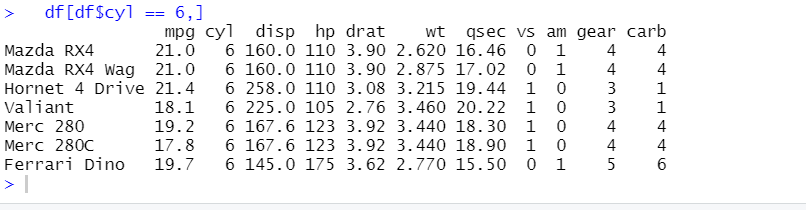 >   df[df$cyl == 6,]
                mpg cyl  disp  hp drat    wt  qsec vs am gear carb
Mazda RX4      21.0   6 160.0 110 3.90 2.620 16.46  0  1    4    4
Mazda RX4 Wag  21.0   6 160.0 110 3.90 2.875 17.02  0  1    4    4
Hornet 4 Drive 21.4   6 258.0 110 3.08 3.215 19.44  1  0    3    1
Valiant        18.1   6 225.0 105 2.76 3.460 20.22  1  0    3    1
Merc 280       19.2   6 167.6 123 3.92 3.440 18.30  1  0    4    4
Merc 280C      17.8   6 167.6 123 3.92 3.440 18.90  1  0    4    4
Ferrari Dino   19.7   6 145.0 175 3.62 2.770 15.50  0  1    5    6
>